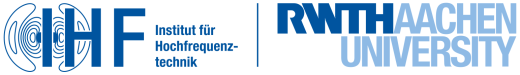 IHF
Institut für
Hochfrequenz-
technik
RWTHAACHEN
UNIVERSITY